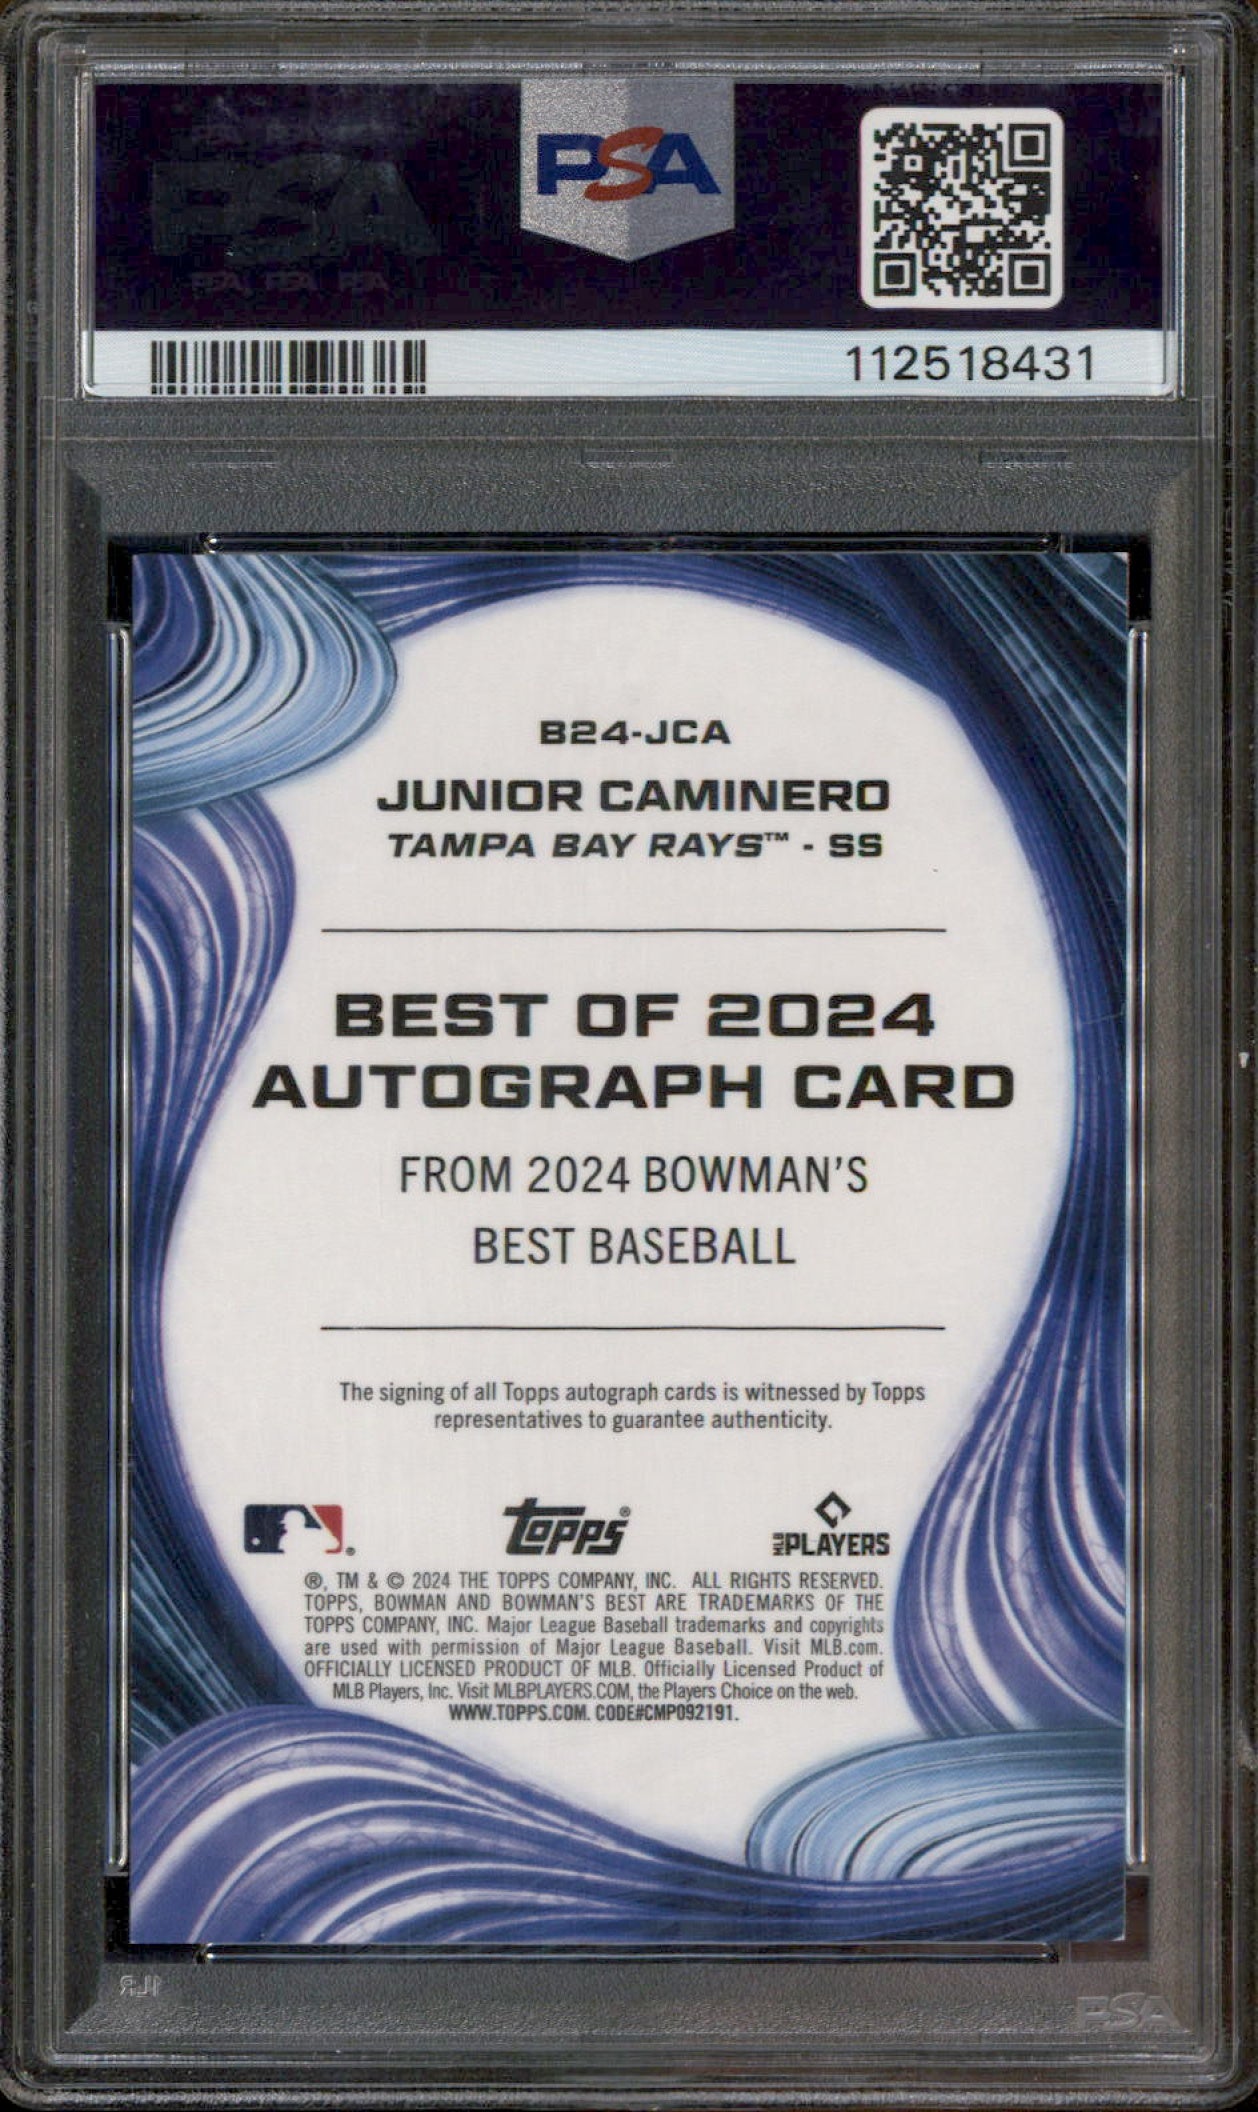 PSA
112518431
B24-JCA
JUNIOR CAMINERO
TAMPA BAY RAYS™ - SS
BEST OF 2024
AUTOGRAPH CARD
FROM 2024 BOWMAN'S
BEST BASEBALL
The signing of all Topps autograph cards is witnessed by Topps
representatives to guarantee authenticity.
Topps®
MLB PLAYERS
®, TM & © 2024 THE TOPPS COMPANY, INC. ALL RIGHTS RESERVED.
TOPPS, BOWMAN AND BOWMAN'S BEST ARE TRADEMARKS OF THE
TOPPS COMPANY, INC. Major League Baseball trademarks and copyrights
are used with permission of Major League Baseball. Visit MLB.com.
OFFICIALLY LICENSED PRODUCT OF MLB. Officially Licensed Product of
MLB Players, Inc. Visit MLBPLAYERS.COM, the Players Choice on the web.
WWW.TOPPS.COM. CODE#CMP092191.
PSA